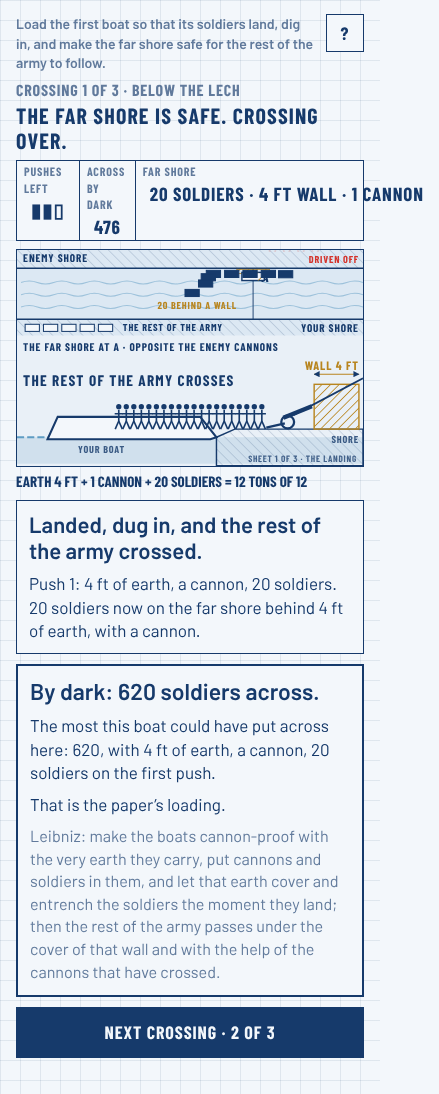 Load the first boat so that its soldiers land, dig
in, and make the far shore safe for the rest of the
army to follow.
?
CROSSING 1 OF 3 · BELOW THE LECH
THE FAR SHORE IS SAFE. CROSSING
OVER.
PUSHES
LEFT
ACROSS
BY
DARK
476
FAR SHORE
20 SOLDIERS · 4 FT WALL · 1 CANNON
ENEMY SHORE
DRIVEN OFF
20 BEHIND A WALL
THE REST OF THE ARMY
YOUR SHORE
THE FAR SHORE AT A · OPPOSITE THE ENEMY CANNONS
WALL 4 FT
THE REST OF THE ARMY CROSSES
SHORE
YOUR BOAT
SHEET 1 OF 3 · THE LANDING
EARTH 4 FT + 1 CANNON + 20 SOLDIERS = 12 TONS OF 12
Landed, dug in, and the rest of
the army crossed.
Push 1: 4 ft of earth, a cannon, 20 soldiers.
20 soldiers now on the far shore behind 4 ft
of earth, with a cannon.
By dark: 620 soldiers across.
The most this boat could have put across
here: 620, with 4 ft of earth, a cannon, 20
soldiers on the first push.
That is the paper's loading.
Leibniz: make the boats cannon-proof with
the very earth they carry, put cannons and
soldiers in them, and let that earth cover and
entrench the soldiers the moment they land;
then the rest of the army passes under the
cover of that wall and with the help of the
cannons that have crossed.
NEXT CROSSING · 2 OF 3